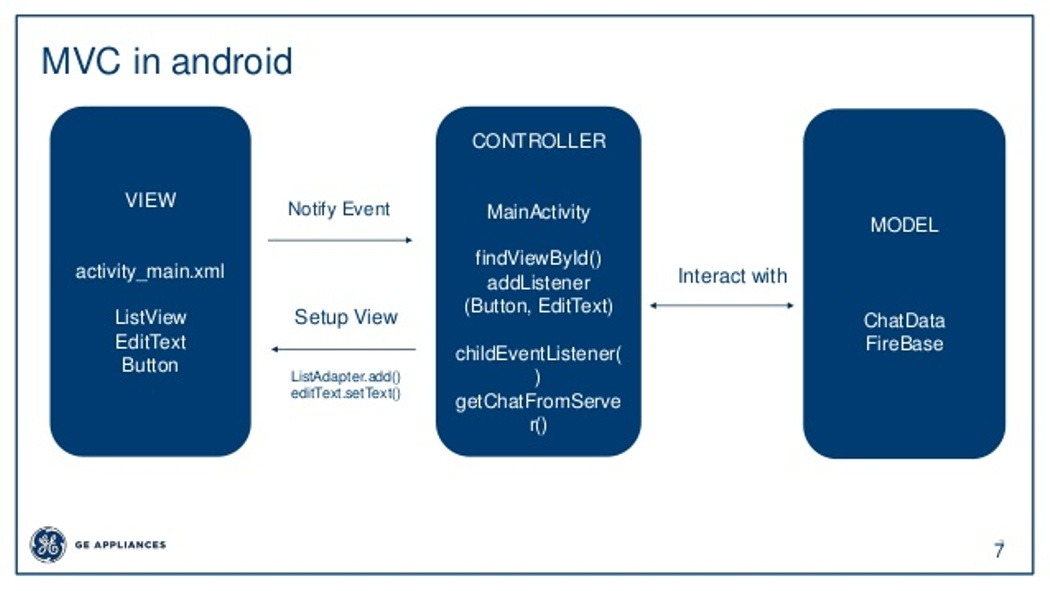 MVC in android
VIEW
activity_main.xml
ListView
EditText
Button
Notify Event
Setup View
ListAdapter.add()
editText.setText()
CONTROLLER
MainActivity
findViewById()
addListener
(Button, EditText)
childEventListener(
)
getChatFromServe
r()
Interact with
MODEL
ChatData
FireBase
GE APPLIANCES
7